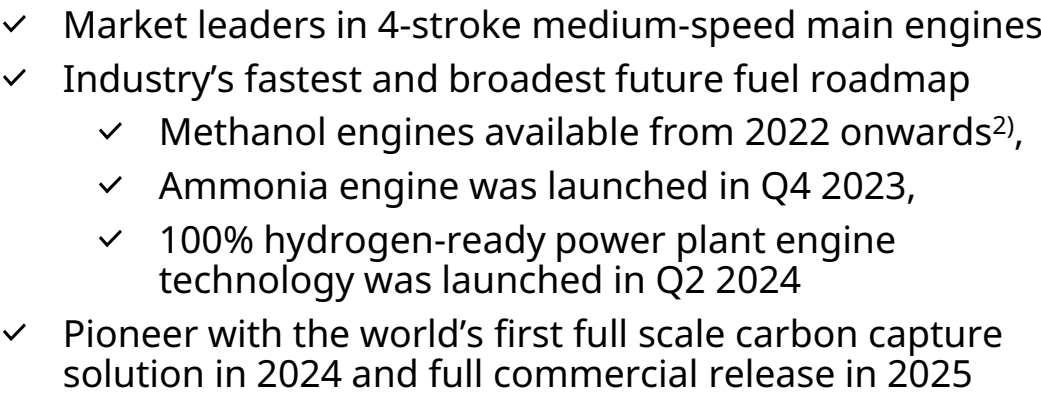 ✓ Market leaders in 4-stroke medium-speed main engines
✓ Industry’s fastest and broadest future fuel roadmap
✓ Methanol engines available from 2022 onwards2),
✓ Ammonia engine was launched in Q4 2023,
✓ 100% hydrogen-ready power plant engine
technology was launched in Q2 2024
✓ Pioneer with the world’s first full scale carbon capture
solution in 2024 and full commercial release in 2025